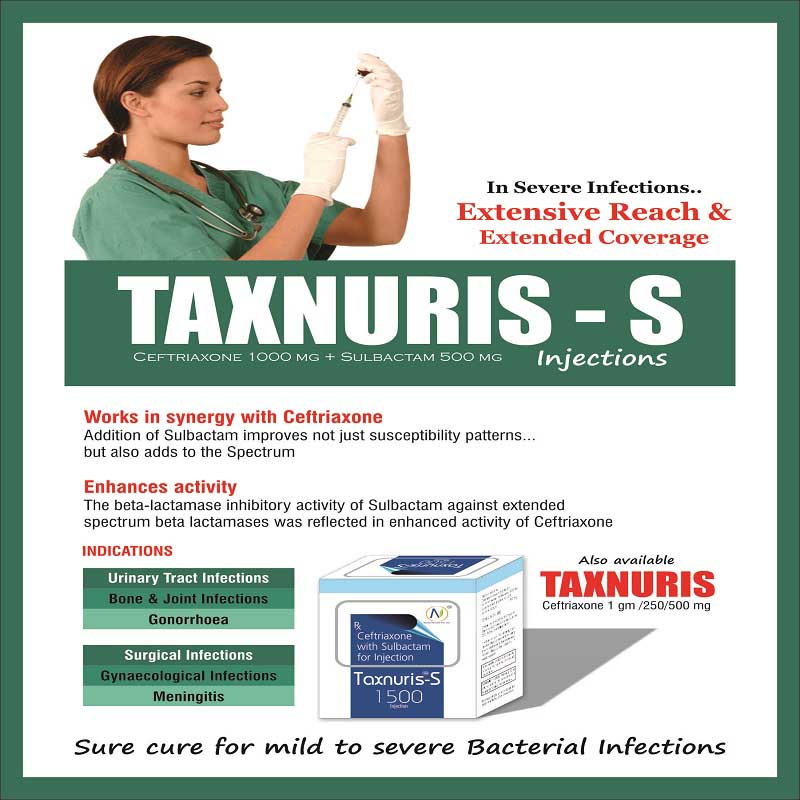 In Severe Infections..
Extensive Reach &
Extended Coverage
TAXNURIS - S
CEFTRIAXONE 1000 MG + SULBACTAM 500 MG
Injections
Works in synergy with Ceftriaxone
Addition of Sulbactam improves not just susceptibility patterns...
but also adds to the Spectrum
Enhances activity
The beta-lactamase inhibitory activity of Sulbactam against extended
spectrum beta lactamases was reflected in enhanced activity of Ceftriaxone
INDICATIONS
Urinary Tract Infections
Bone & Joint Infections
Gonorrhoea
Surgical Infections
Gynaecological Infections
Meningitis
Rx
Ceftriaxone
with Sulbactam
for Injection
Taxnuris-S
1500
Injection
Also available
TAXNURIS
Ceftriaxone 1 gm /250/500 mg
Sure cure for mild to severe Bacterial Infections